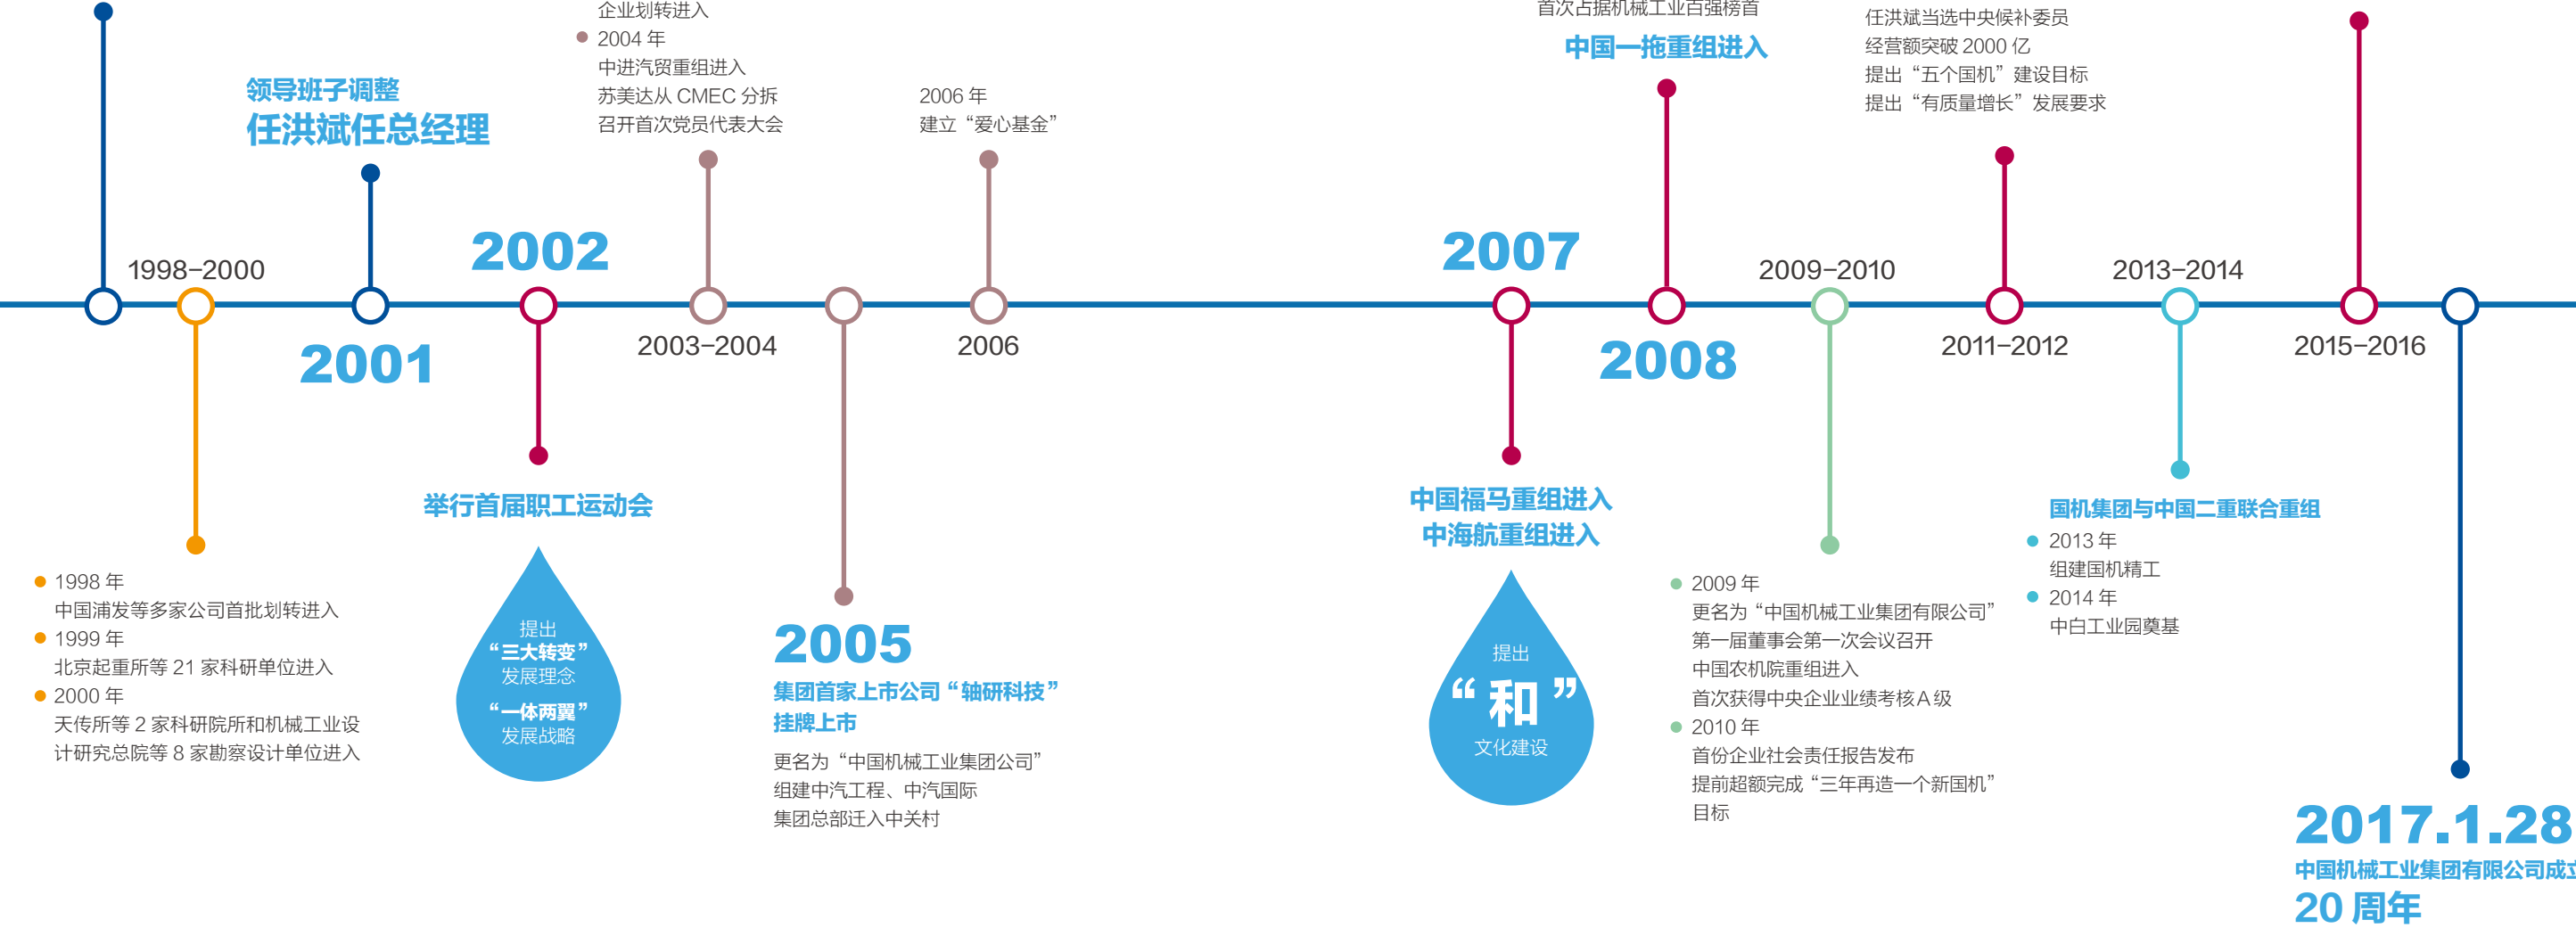 企业划转进入
2004 年
中进汽贸重组进入
苏美达从 CMEC 分拆
召开首次党员代表大会
领导班子调整
任洪斌任总经理
2006 年
建立“爱心基金”
首次占据机械工业百强榜首
中国一拖重组进入
任洪斌当选中央候补委员
经营额突破 2000 亿
提出“五个国机”建设目标
提出“有质量增长”发展要求
1998–2000
2001
2002
2003–2004
2006
2007
2008
2009–2010
2011–2012
2013–2014
2015–2016
1998 年
中国浦发等多家公司首批划转进入
1999 年
北京起重所等 21 家科研单位进入
2000 年
天传所等 2 家科研院所和机械工业设
计研究总院等 8 家勘察设计单位进入
举行首届职工运动会
提出
“三大转变”
发展理念
“一体两翼”
发展战略
2005
集团首家上市公司“轴研科技”
挂牌上市
更名为“中国机械工业集团公司”
组建中汽工程、中汽国际
集团总部迁入中关村
中国福马重组进入
中海航重组进入
提出
“和”
文化建设
2009 年
更名为“中国机械工业集团有限公司”
第一届董事会第一次会议召开
中国农机院重组进入
首次获得中央企业业绩考核 A 级
2010 年
首份企业社会责任报告发布
提前超额完成“三年再造一个新国机”
目标
国机集团与中国二重联合重组
2013 年
组建国机精工
2014 年
中白工业园奠基
2017.1.28
中国机械工业集团有限公司成立
20 周年